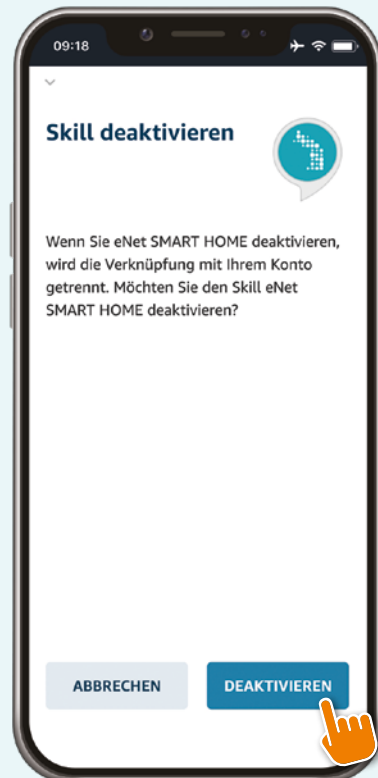 09:18
Skill deaktivieren
Wenn Sie eNet SMART HOME deaktivieren,
wird die Verknüpfung mit Ihrem Konto
getrennt. Möchten Sie den Skill eNet
SMART HOME deaktivieren?
ABBRECHEN DEAKTIVIEREN